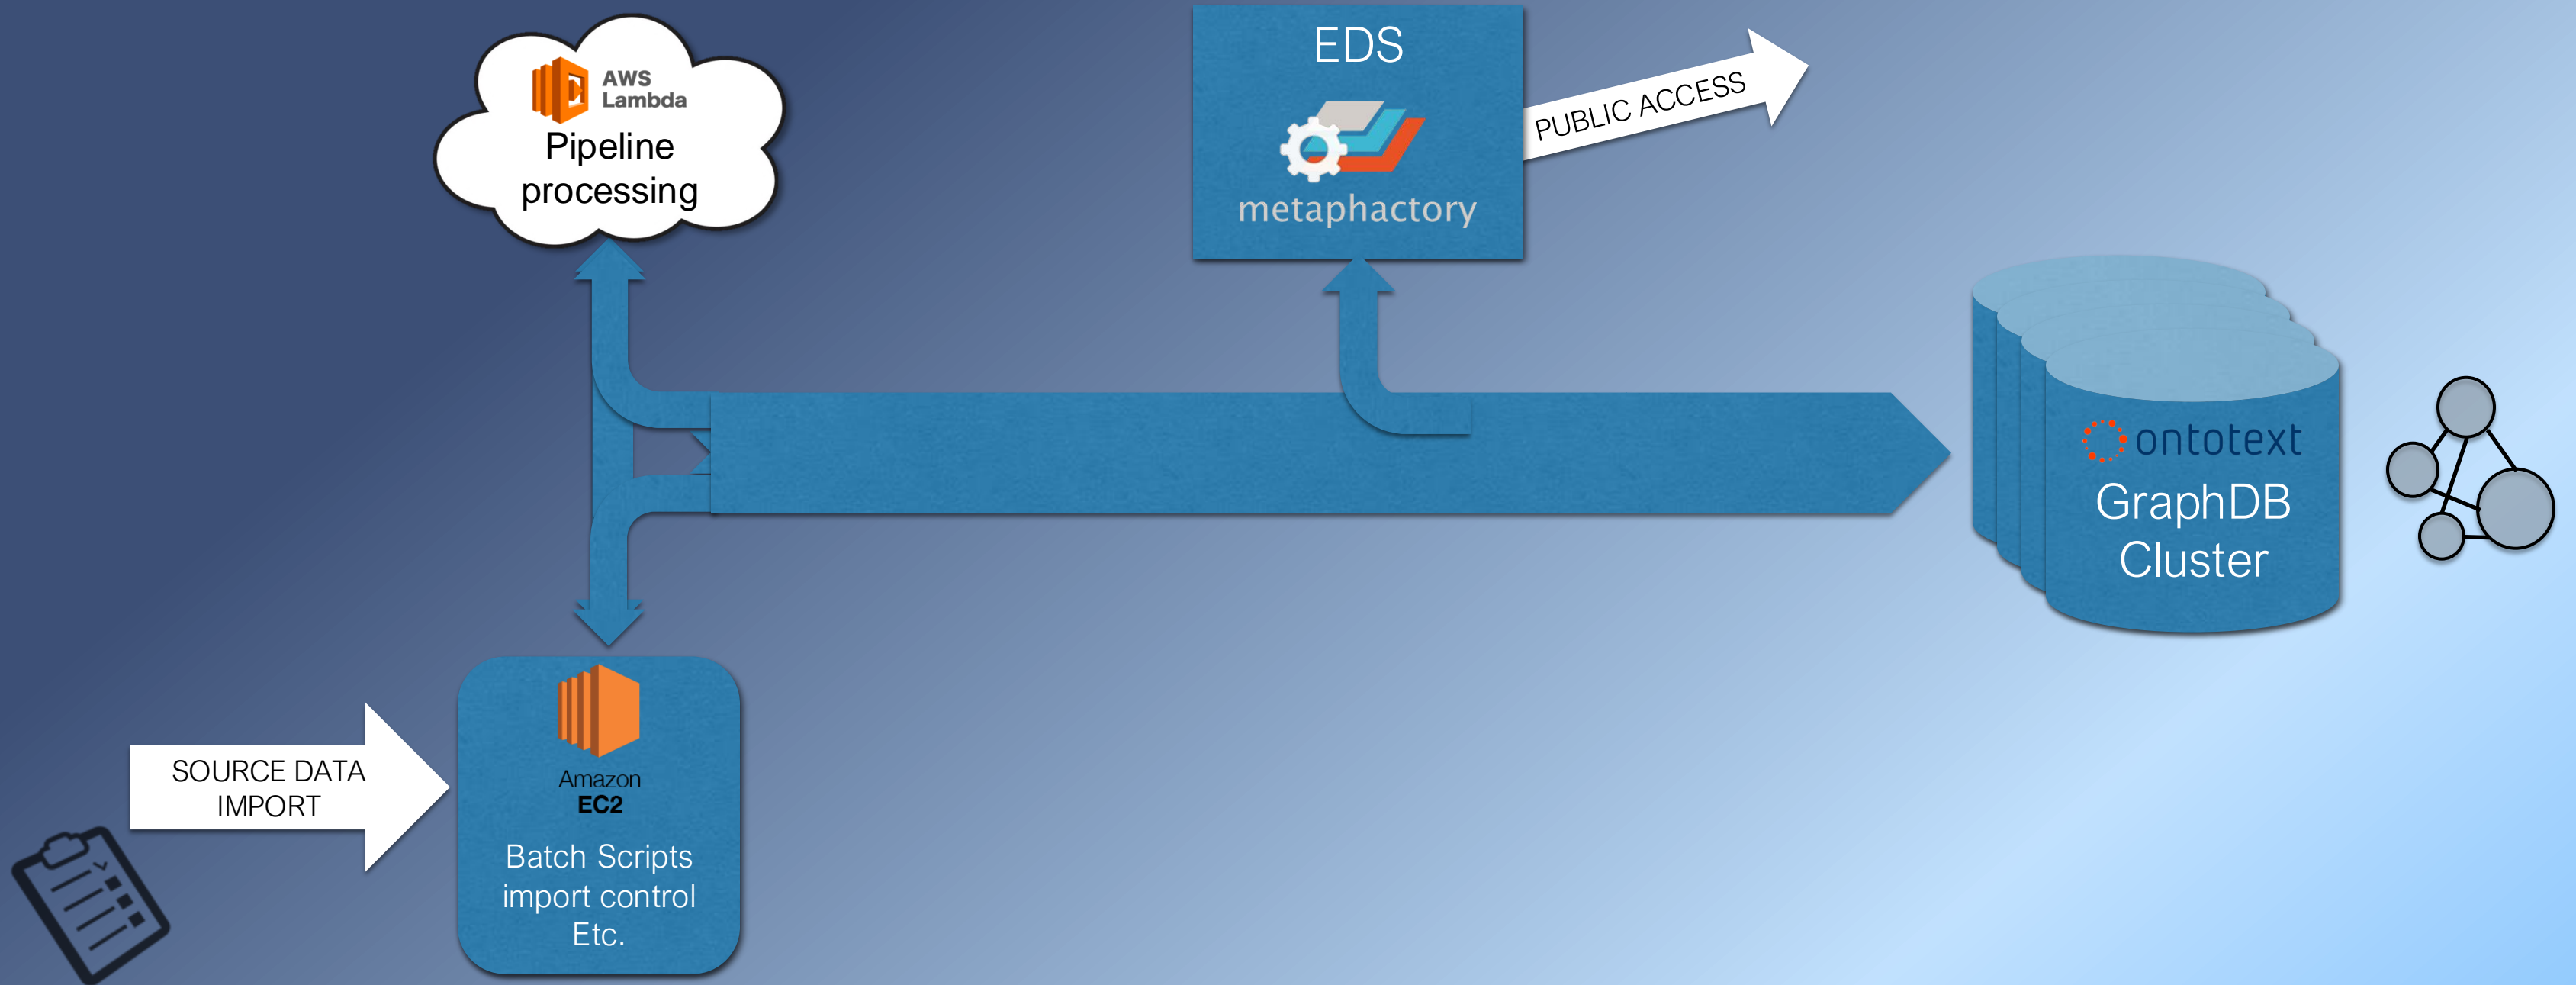 AWS
Lambda
Pipeline
processing
EDS
metaphactory
PUBLIC ACCESS
ontotext
GraphDB
Cluster
SOURCE DATA
IMPORT
Amazon
EC2
Batch Scripts
import control
Etc.